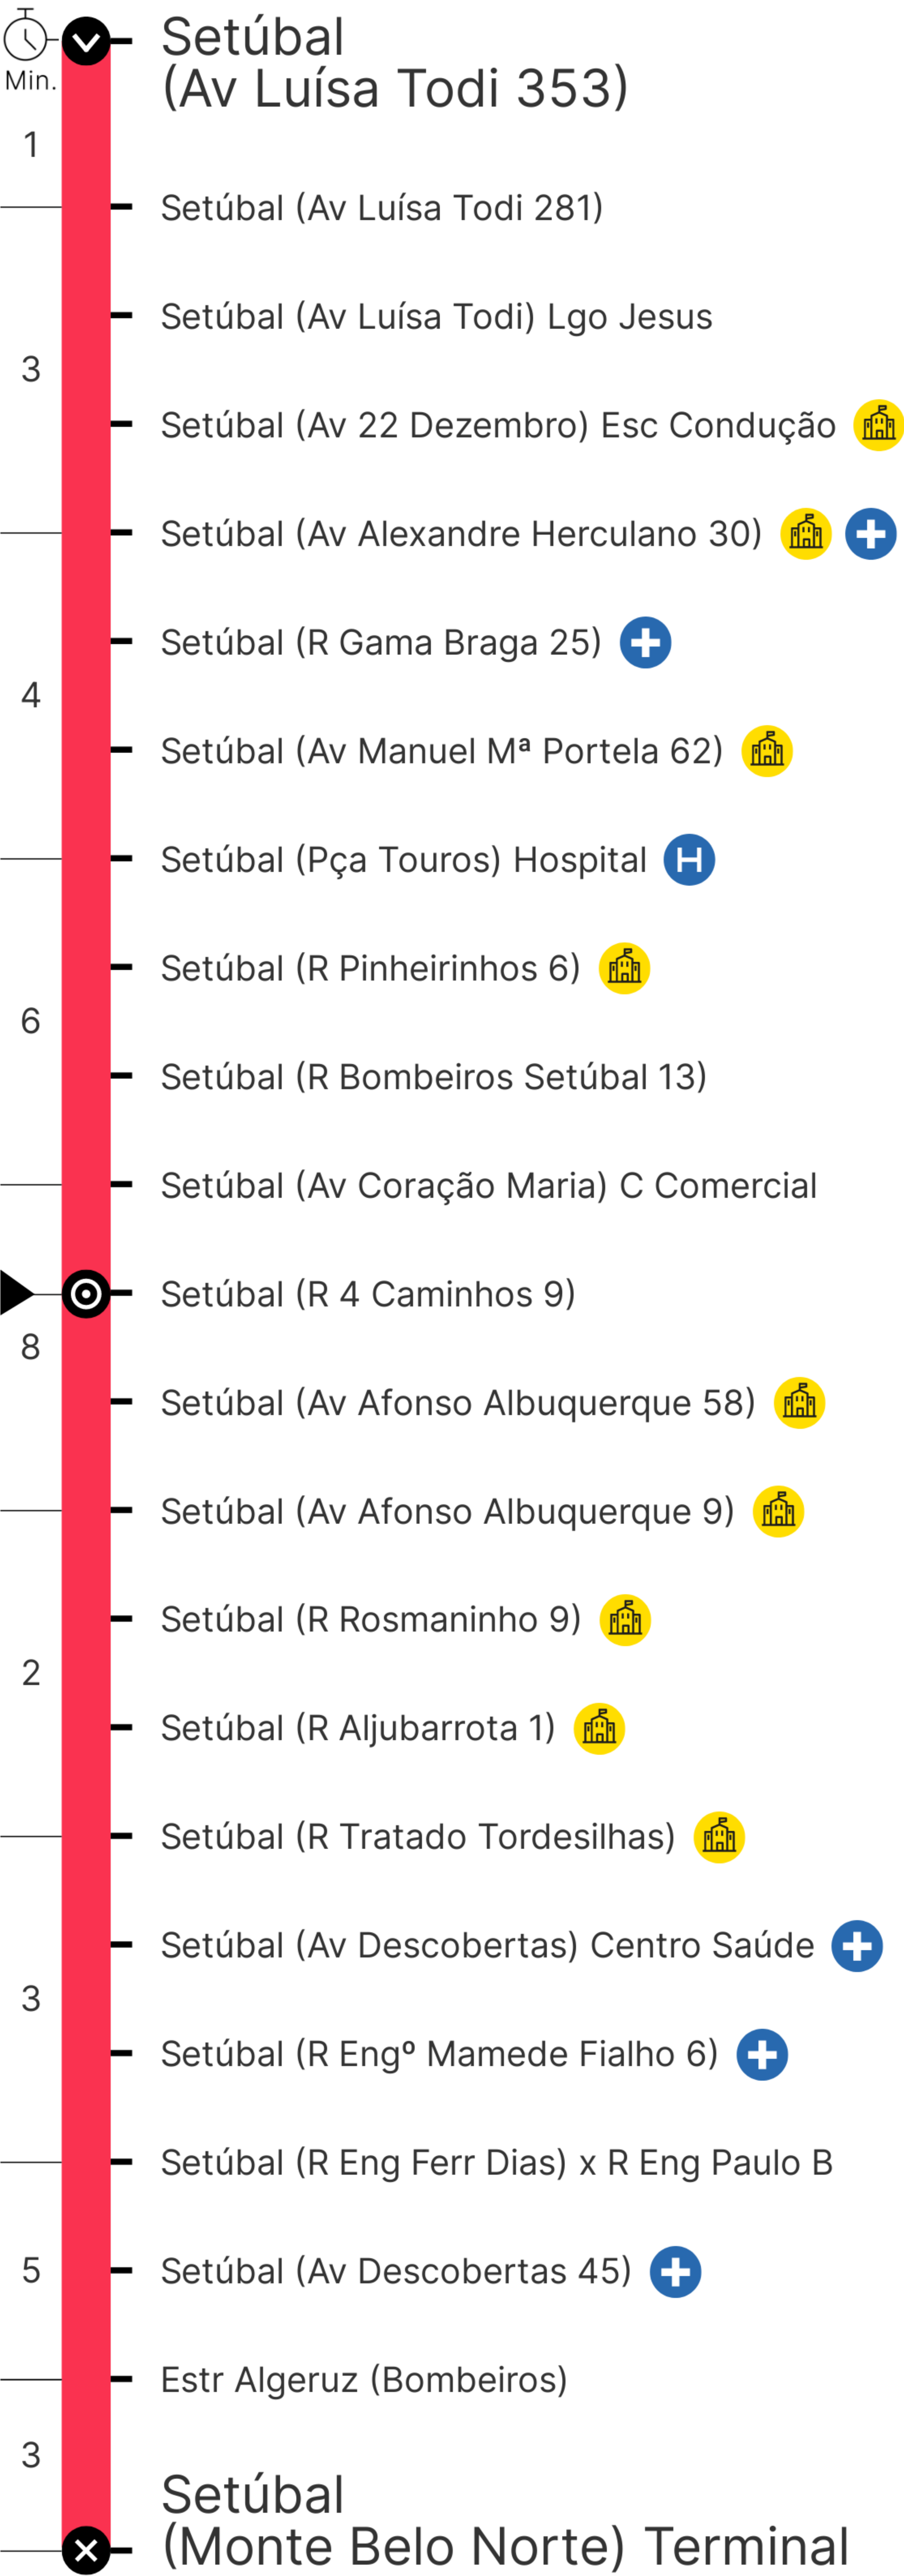 Min.
Setúbal
(Av Luísa Todi 353)
1
Setúbal (Av Luísa Todi 281)
Setúbal (Av Luísa Todi) Lgo Jesus
3
Setúbal (Av 22 Dezembro) Esc Condução
Setúbal (Av Alexandre Herculano 30)
Setúbal (R Gama Braga 25)
4
Setúbal (Av Manuel Mª Portela 62)
Setúbal (Pça Touros) Hospital H
Setúbal (R Pinheirinhos 6)
6
Setúbal (R Bombeiros Setúbal 13)
Setúbal (Av Coração Maria) C Comercial
Setúbal (R 4 Caminhos 9)
8
Setúbal (Av Afonso Albuquerque 58)
Setúbal (Av Afonso Albuquerque 9)
Setúbal (R Rosmaninho 9)
2
Setúbal (R Aljubarrota 1)
Setúbal (R Tratado Tordesilhas)
Setúbal (Av Descobertas) Centro Saúde
3
Setúbal (R Engº Mamede Fialho 6)
Setúbal (R Eng Ferr Dias) x R Eng Paulo B
5
Setúbal (Av Descobertas 45)
Estr Algeruz (Bombeiros)
3
Setúbal
(Monte Belo Norte) Terminal